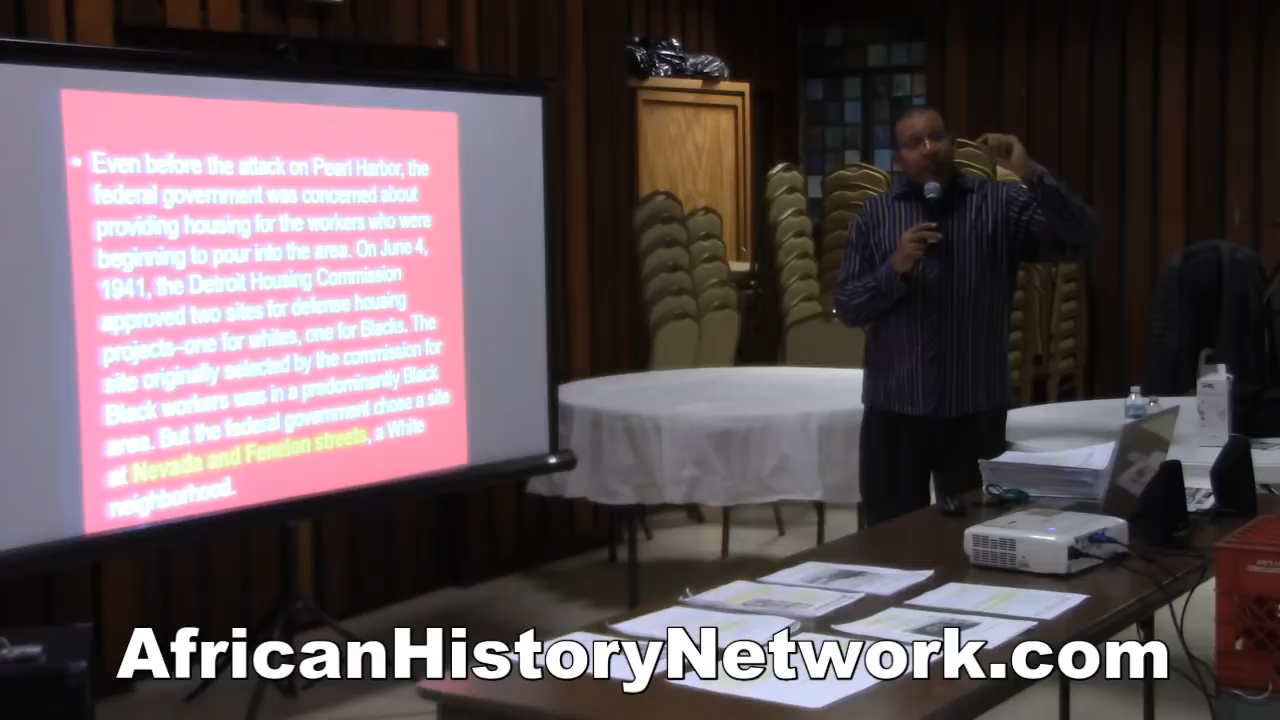 • Even before the attack on Pearl Harbor, the
federal government was concerned about
providing housing for the workers who were
beginning to pour into the area. On June 4,
1941, the Detroit Housing Commission
approved two sites for defense housing
projects–one for whites, one for Blacks. The
site originally selected by the commission for
Black workers was in a predominantly Black
area. But the federal government chose a site
at Nevada and Fennion streets, a White
neighborhood.
AfricanHistoryNetwork.com